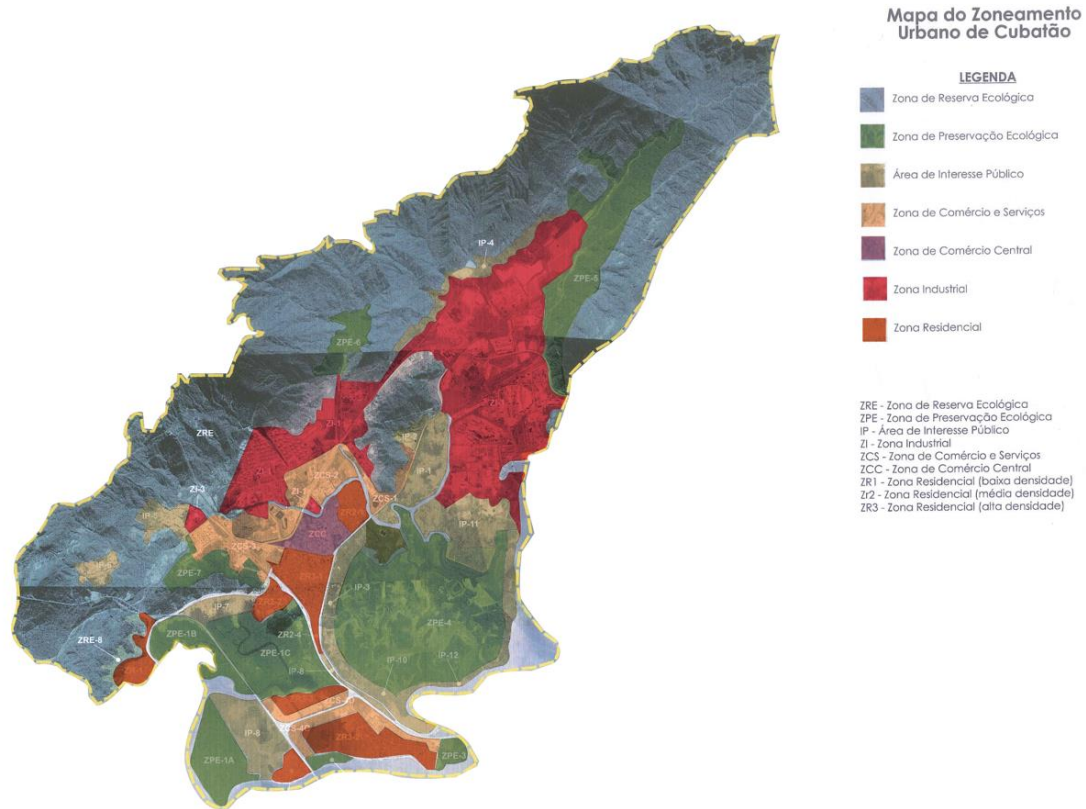 Mapa do Zoneamento
Urbano de Cubatão
LEGENDA
Zona de Reserva Ecológica
Zona de Preservação Ecológica
Área de Interesse Público
Zona de Comércio e Serviços
Zona de Comércio Central
Zona Industrial
Zona Residencial
ZRE - Zona de Reserva Ecológica
ZPE - Zona de Preservação Ecológica
IP - Área de Interesse Público
ZI - Zona Industrial
ZCS - Zona de Comércio e Serviços
ZCC - Zona de Comércio Central
ZR1 - Zona Residencial (baixa densidade)
Zr2 - Zona Residencial (média densidade)
ZR3 - Zona Residencial (alta densidade)
IP-4
ZPE-5
ZPE-6
ZRE
IP-1
ZCS-2
ZCS-1
IP-11
ZCC
ZPE-7
IP-3
IP-7
ZPE-4
ZRE-8
ZPE-1B
ZR2-4
ZPE-1C
IP-8
IP-10
IP-12
IP-6
ZPE-1A
ZPE-3